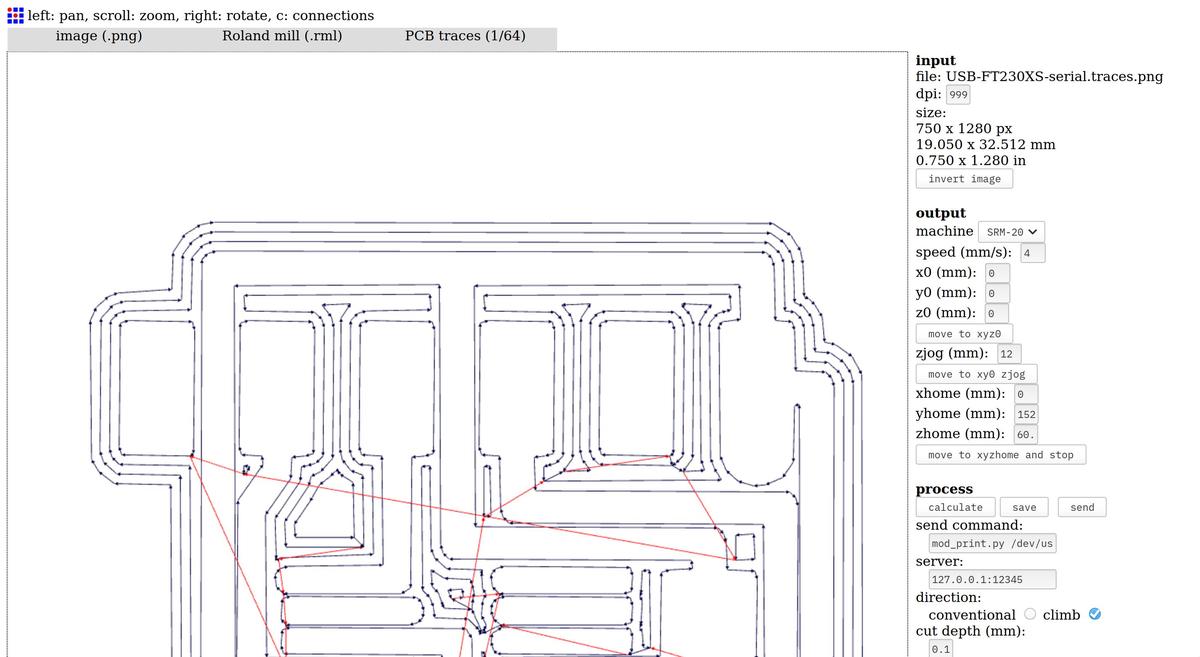 left: pan, scroll: zoom, right: rotate, c: connections
image (.png) Roland mill (.rml) PCB traces (1/64)
input
file: USB-FT230XS-serial.traces.png
dpi: 999
size:
750 x 1280 px
19.050 x 32.512 mm
0.750 x 1.280 in
invert image
output
machine SRM-20
speed (mm/s): 4
x0 (mm): 0
y0 (mm): 0
z0 (mm): 0
move to xyz0
zjog (mm): 12
move to xy0 zjog
xhome (mm): 0
yhome (mm): 152
zhome (mm): 60.
move to xyzhome and stop
process
calculate save send
send command:
mod_print.py /dev/us
server:
127.0.0.1:12345
direction:
conventional climb
cut depth (mm):
0.1